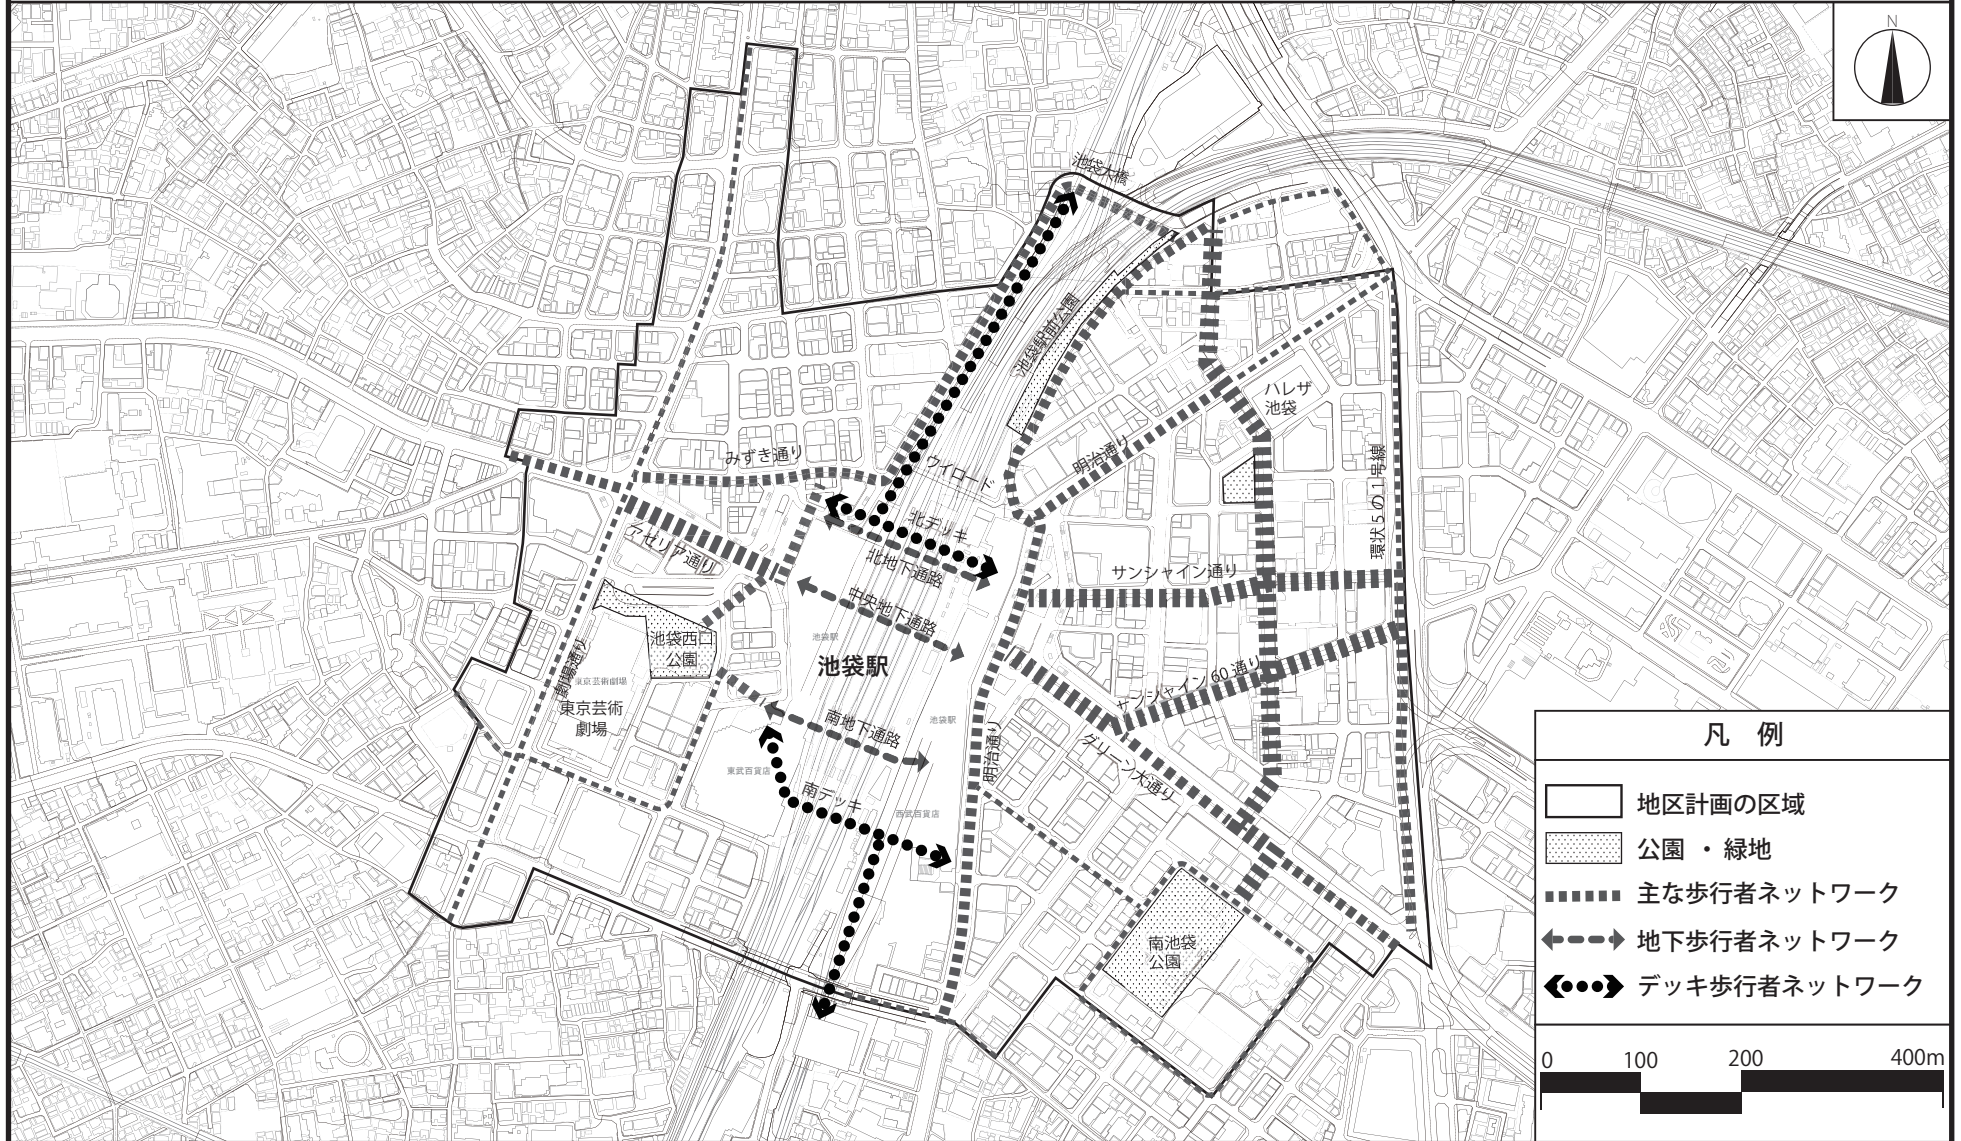 N
池袋大橋
池袋駅前公園
ハレザ
池袋
みずき通り
ウイロード
明治通り
環状5の1号線
アゼリア通り
北デッキ
北地下通路
サンシャイン通り
中央地下通路
池袋駅
池袋西口
公園
池袋駅
劇場通り
東京芸術劇場
東京芸術
劇場
サンシャイン60通り
南地下通路
池袋駅
明治通り
グリーン大通り
東武百貨店
南デッキ
西武百貨店
南池袋
公園
凡 例
地区計画の区域
公園 ・ 緑地
主な歩行者ネットワーク
地下歩行者ネットワーク
デッキ歩行者ネットワーク
0 100 200 400m